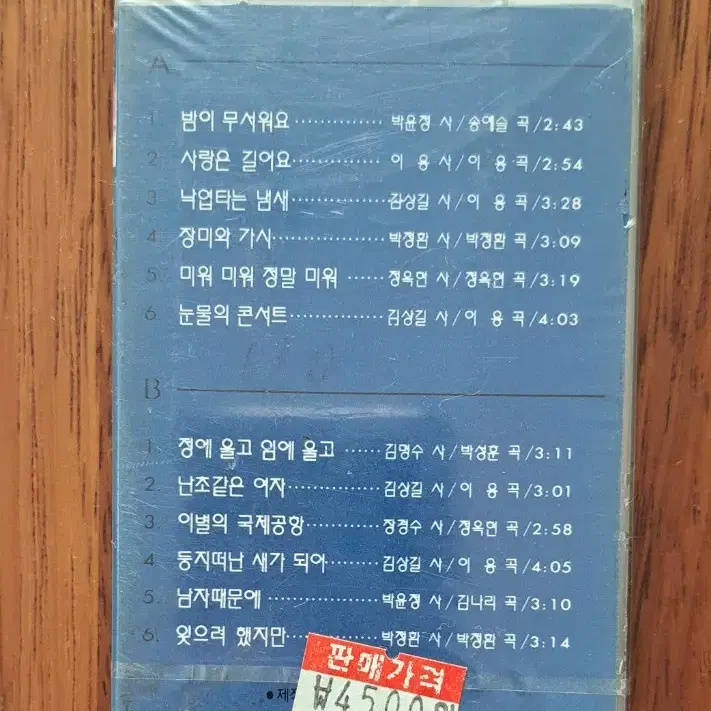 A
1. 밤이 무서워요 ·············· 박윤정 사/송예슬 곡/2:43
2 사랑은 길어요 ·············· 이 용 사/이 용 곡/2:54
3 낙엽타는 냄새 ·············· 김상길 사/이 용 곡/3:28
4 장미와 가시 ················ 박정환 사/박정환 곡/3:09
5 미워 미워 정말 미워 ······ 정옥현 사/정옥현 곡/3:19
6 눈물의 콘서트 ·············· 김상길 사/이 용 곡/4:03
B
1. 정에 울고 임에 울고 ······ 김명수 사/박성훈 곡/3:11
2 난초같은 여자 ·············· 김상길 사/이 용 곡/3:01
3 이별의 국제공항 ··········· 장경수 사/정옥현 곡/2:58
4 둥지떠난 새가 되어 ········ 김상길 사/이 용 곡/4:05
5. 남자때문에 ················· 박윤정 사/김나리 곡/3:10
6. 잊으려 했지만 ·············· 박정환 사/박정환 곡/3:14
판매가격
₩4500원